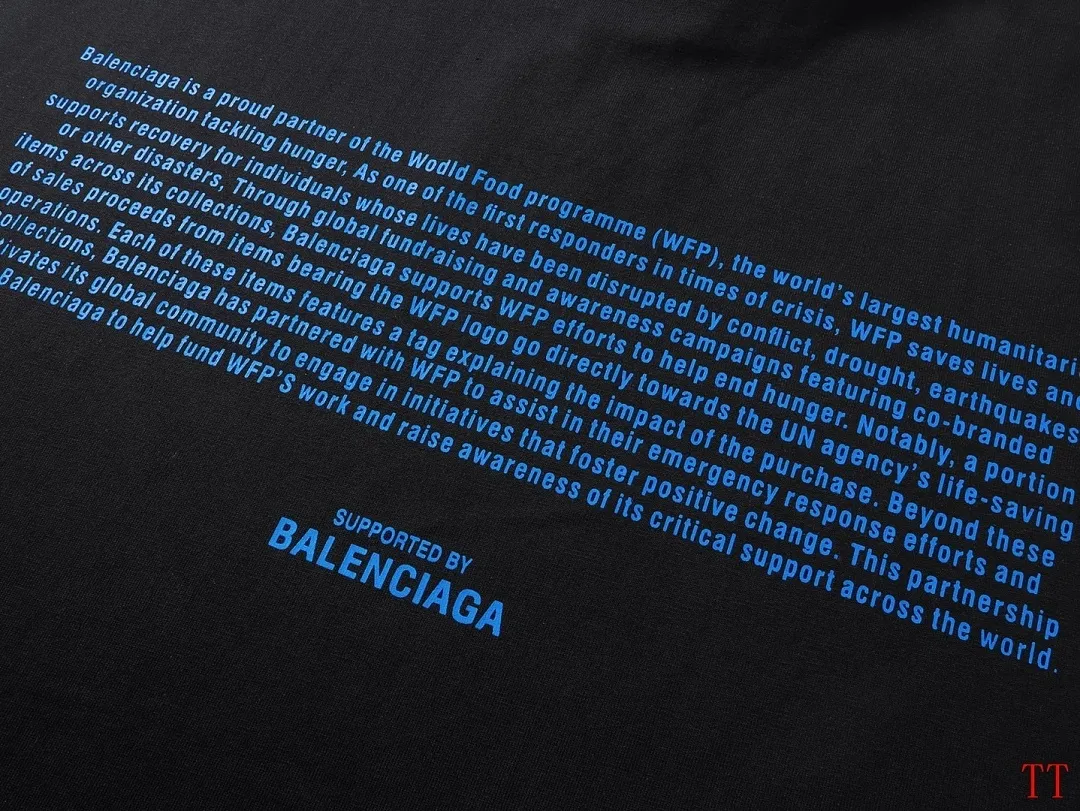 Balenciaga is a proud partner of the Wodld Food programme (WFP), the world's largest humanitari
organization tackling hunger, As one of the first responders in times of crisis, WFP saves lives and
supports recovery for individuals whose lives have been disrupted by conflict, drought, earthquakes
or other disasters, Through global fundraising and awareness campaigns featuring co-branded
items across its collections, Balenciaga supports WFP efforts to help end hunger. Notably, a portion
of sales proceeds from items bearing the WFP logo go directly towards the UN agency's life-saving
operations, Each of these items features a tag explaining the impact of the purchase. Beyond these
ollections, Balenciaga has partnered with WFP to assist in their emergency response efforts and
tivates its global community to engage in initiatives that foster positive change. This partnership
Balenciaga to help fund WFP'S work and raise awareness of its critical support across the world.
SUPPORTED BY
BALENCIAGA
TT